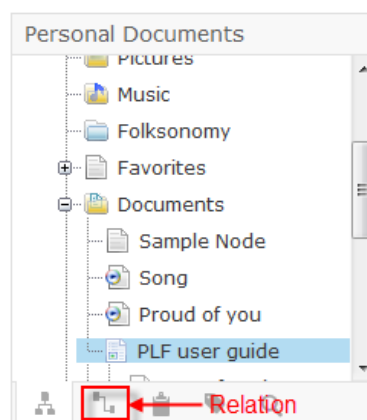 Personal Documents
Pictures
Music
Folksonomy
Favorites
Documents
Sample Node
Song
Proud of you
PLF user guide
Relation